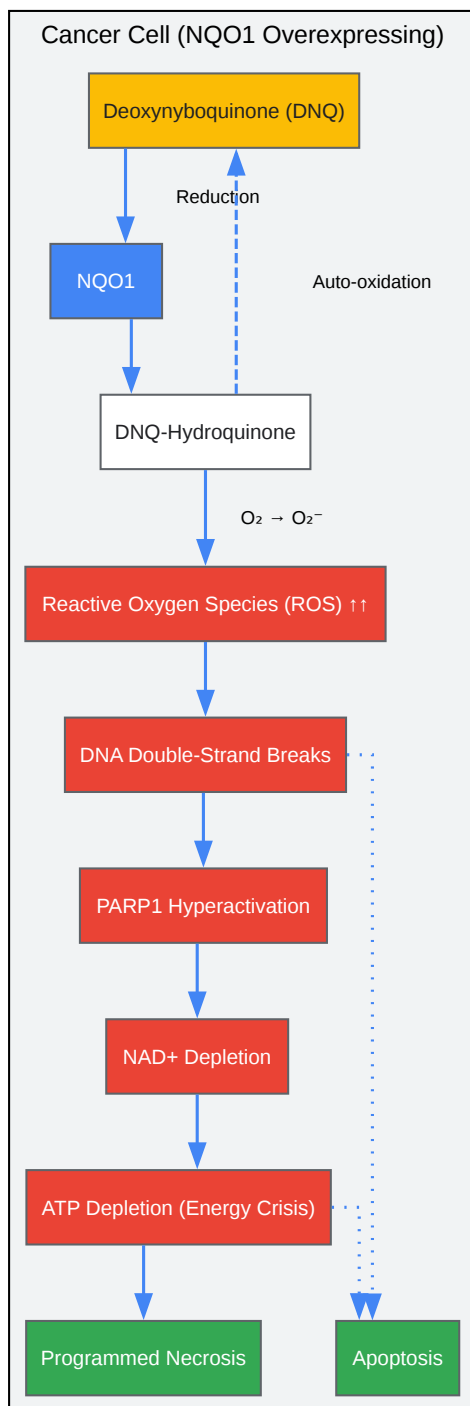 Cancer Cell (NQO1 Overexpressing)
Deoxynyboquinone (DNQ)
Reduction
NQO1
Auto-oxidation
DNQ-Hydroquinone
O₂ → O₂⁻
Reactive Oxygen Species (ROS) ↑↑
DNA Double-Strand Breaks
PARP1 Hyperactivation
NAD+ Depletion
ATP Depletion (Energy Crisis)
Programmed Necrosis
Apoptosis